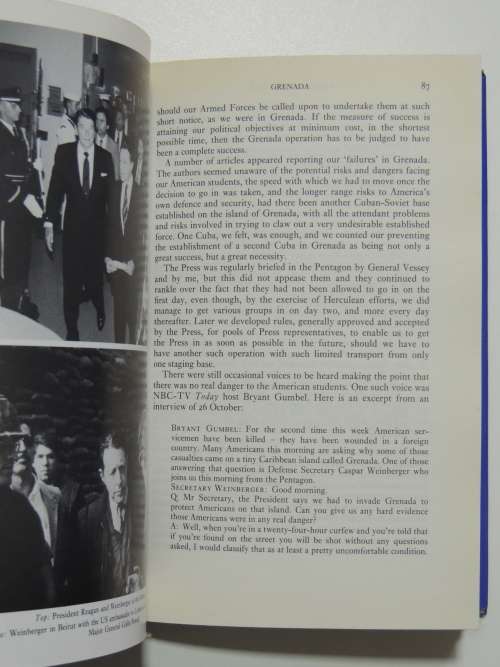 GRENADA 87
should our Armed Forces be called upon to undertake them at such
short notice, as we were in Grenada. If the measure of success is
attaining our political objectives at minimum cost, in the shortest
possible time, then the Grenada operation has to be judged to have
been a complete success.
A number of articles appeared reporting our 'failures' in Grenada.
The authors seemed unaware of the potential risks and dangers facing
our American students, the speed with which we had to move once the
decision to go in was taken, and the longer range risks to America's
own defence and security, had there been another Cuban–Soviet base
established on the island of Grenada, with all the attendant problems
and risks involved in trying to claw out a very undesirable established
force. One Cuba, we felt, was enough, and we counted our preventing
the establishment of a second Cuba in Grenada as being not only a
great success, but a great necessity.
The Press was regularly briefed in the Pentagon by General Vessey
and by me, but this did not appease them and they continued to
rankle over the fact that they had not been allowed to go in on the
first day, even though, by the exercise of Herculean efforts, we did
manage to get various groups in on day two, and more every day
thereafter. Later we developed rules, generally approved and accepted
by the Press, for pools of Press representatives, to enable us to get
the Press in as soon as possible in the future, should we have to
have another such operation with such limited transport from only
one staging base.
There were still occasional voices to be heard making the point that
there was no real danger to the American students. One such voice was
NBC-TV Today host Bryant Gumbel. Here is an excerpt from an
interview of 26 October:
BRYANT GUMBEL: For the second time this week American ser-
vicemen have been killed – they have been wounded in a foreign
country. Many Americans this morning are asking why some of those
casualties came on a tiny Caribbean island called Grenada. One of those
answering that question is Defense Secretary Caspar Weinberger who
joins us this morning from the Pentagon.
SECRETARY WEINBERGER: Good morning.
Q: Mr Secretary, the President says we had to invade Grenada to
protect Americans on that island. Can you give us any hard evidence
those Americans were in any real danger?
A: Well, when you're in a twenty-four-hour curfew and you're told that
if you're found on the street you will be shot without any questions
asked, I would classify that as at least a pretty uncomfortable condition.
Top: President Reagan and Weinberger
Weinberger in Beirut with the US ambassador
Major General